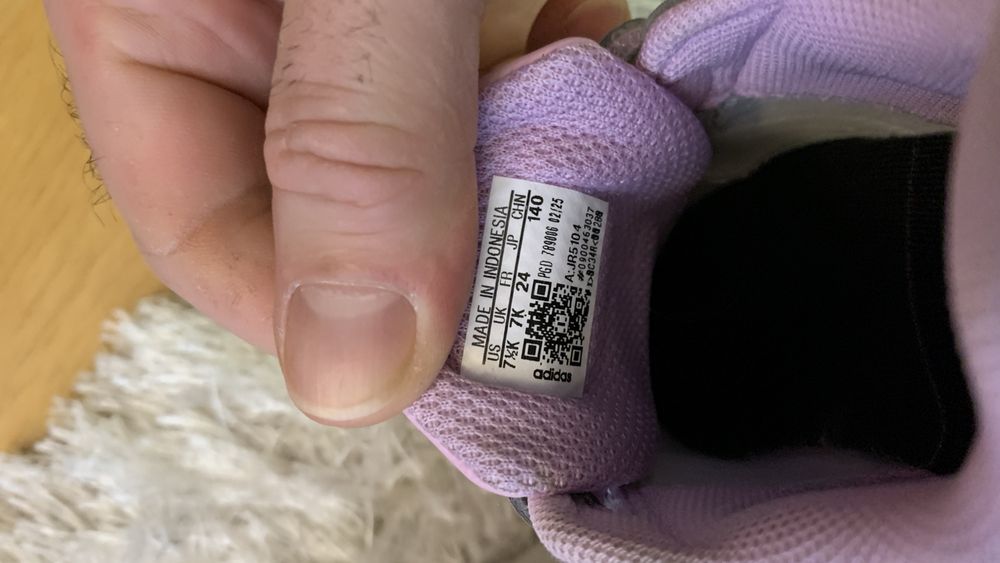 MADE IN INDONESIA
US UK FR JP CHN
7½K 7K 24 140
PGD 789006 02/25
A:JR5104
#0900463037
adidas